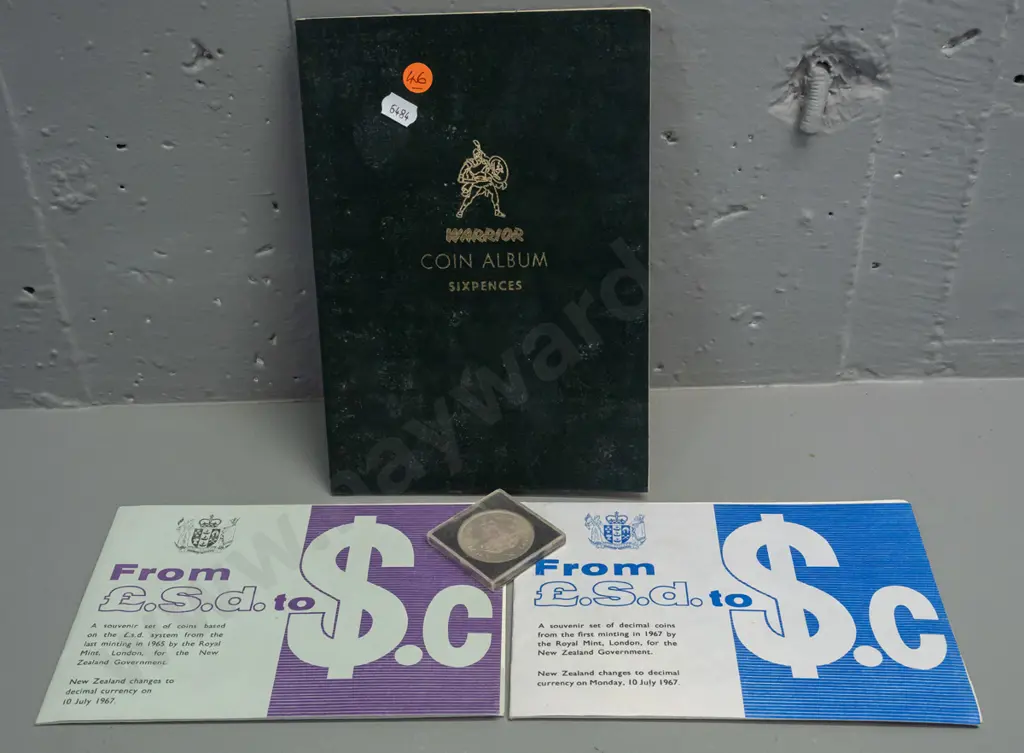 46
6484
WARRIOR
COIN ALBUM
SIXPENCES
From
£.s.d. to
$.c
A souvenir set of coins based
on the £.s.d. system from the
last minting in 1965 by the Royal
Mint, London, for the New
Zealand Government.
New Zealand changes to
decimal currency on
10 July 1967.
From
£.s.d. to
$.c
A souvenir set of decimal coins
from the first minting in 1967 by
the Royal Mint, London, for the
New Zealand Government.
New Zealand changes to decimal
currency on Monday, 10 July 1967.